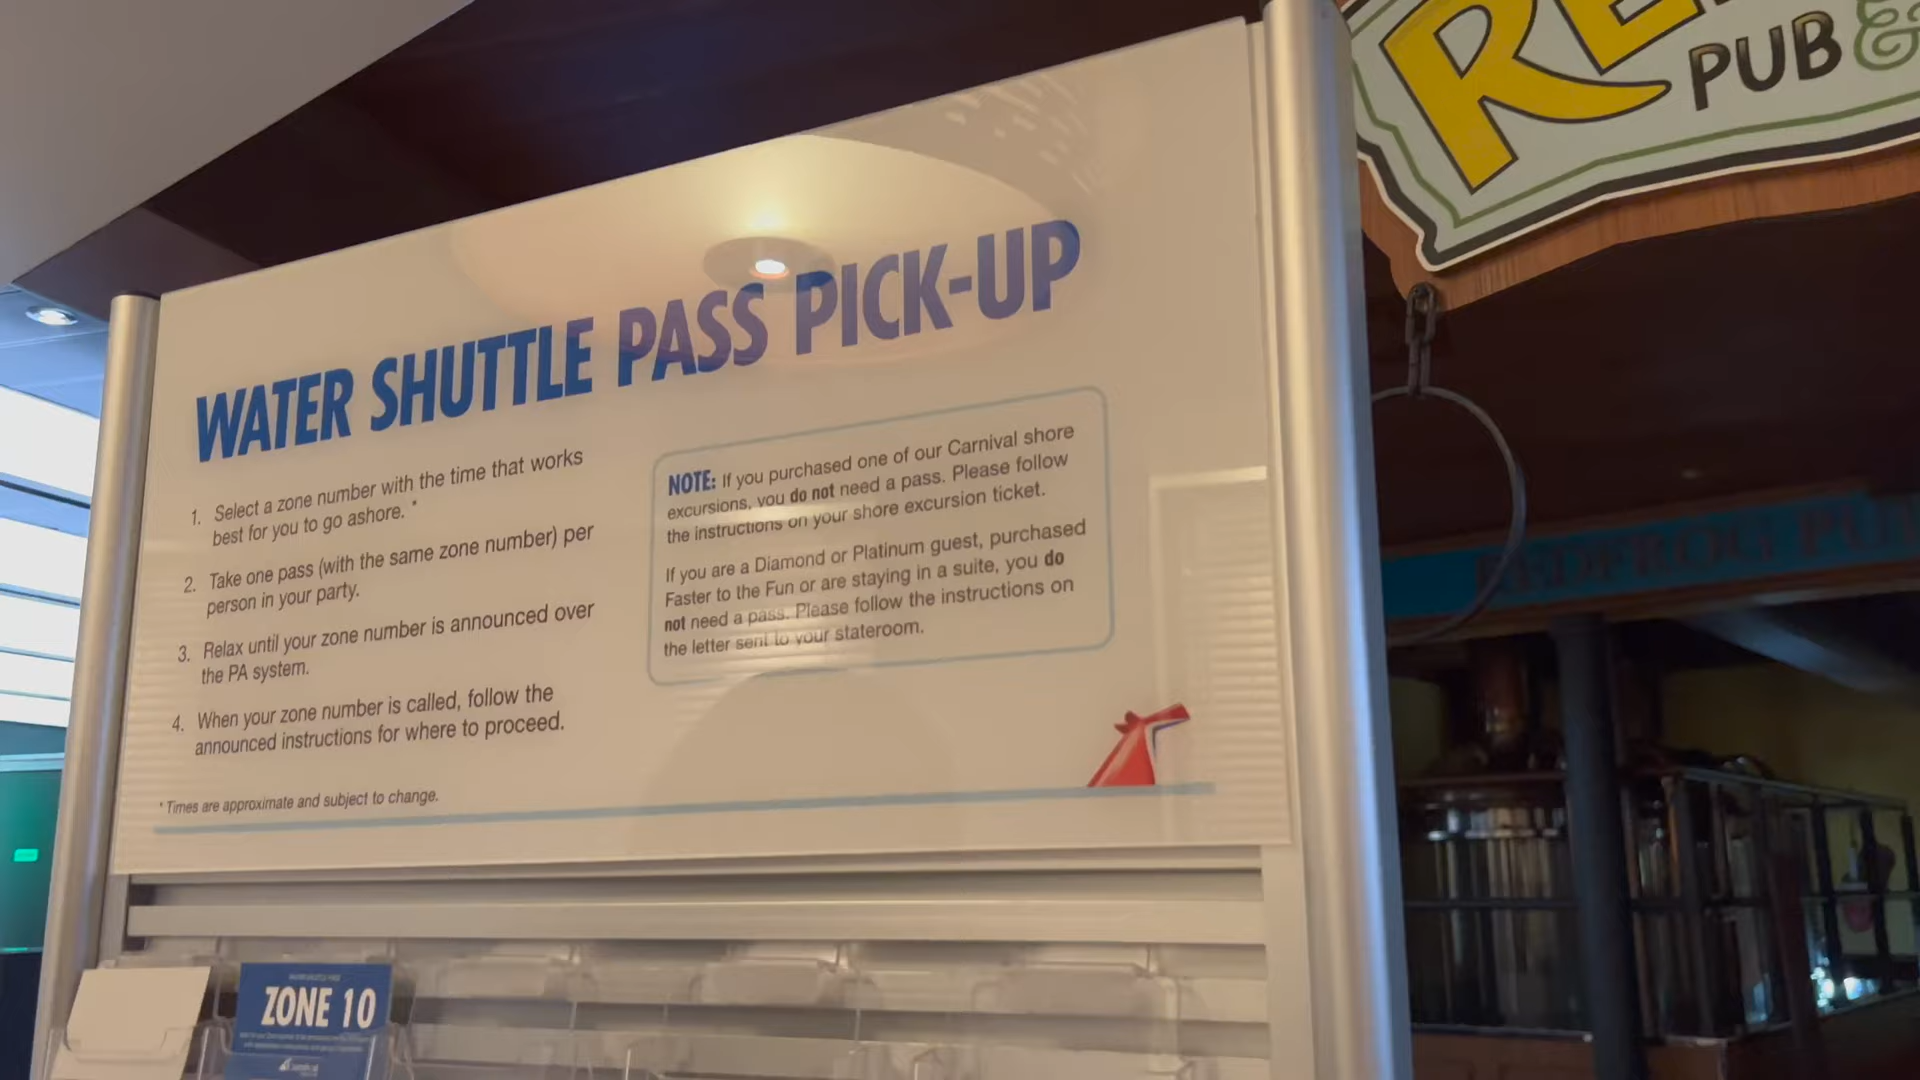 WATER SHUTTLE PASS PICK-UP
1. Select a zone number with the time that works
best for you to go ashore. *
2. Take one pass (with the same zone number) per
person in your party.
3. Relax until your zone number is announced over
the PA system.
4. When your zone number is called, follow the
announced instructions for where to proceed.
* Times are approximate and subject to change.
NOTE: If you purchased one of our Carnival shore
excursions, you do not need a pass. Please follow
the instructions on your shore excursion ticket.
If you are a Diamond or Platinum guest, purchased
Faster to the Fun or are staying in a suite, you do
not need a pass. Please follow the instructions on
the letter sent to your stateroom.
PUB &
REDFROG PU
WATER SHUTTLE PASS
ZONE 10
Carnival